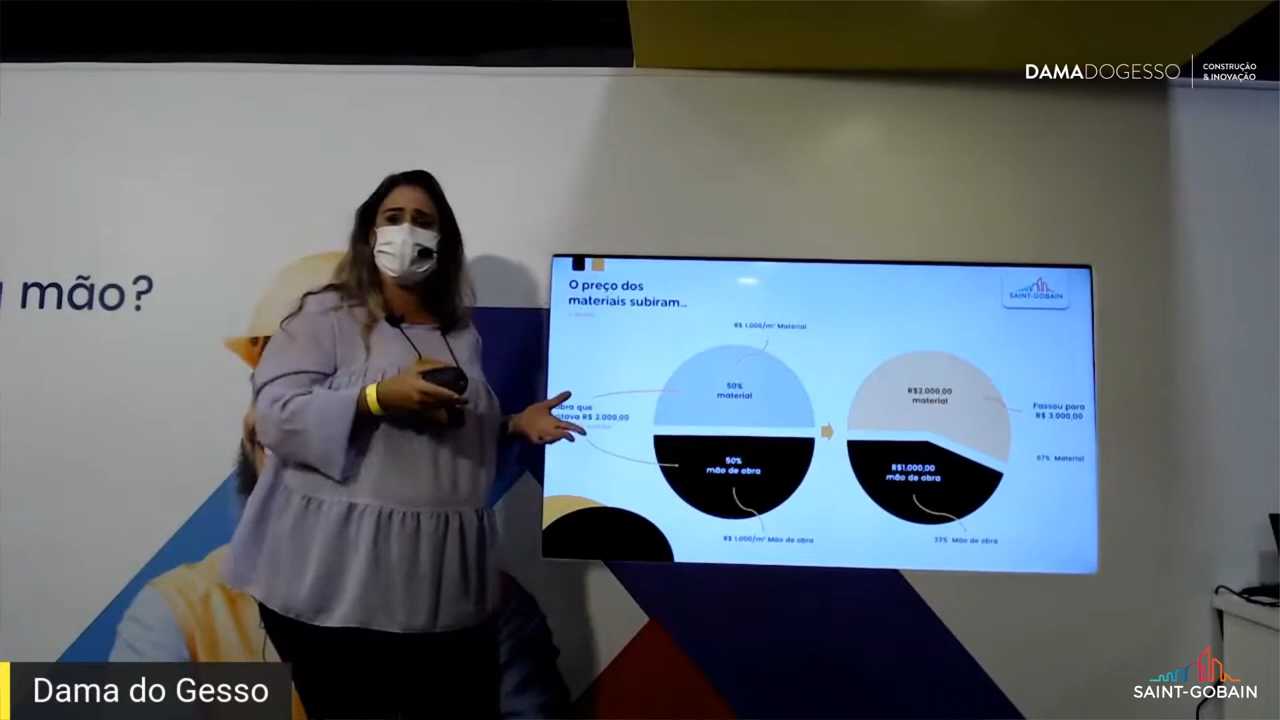 DAMADOGESSO
CONSTRUÇÃO
& INOVAÇÃO
mão?
O preço dos
materiais subiram...
SAINT-GOBAIN
R$ 1.000/m² Material
50%
material
R$2.000,00
material
Passou para
R$ 3.000,00
obra que
R$ 2.000,00
50%
mão de obra
R$1.000,00
mão de obra
67% Material
R$ 1.000/m² Mão de obra
33% Mão de obra
Dama do Gesso
SAINT-GOBAIN